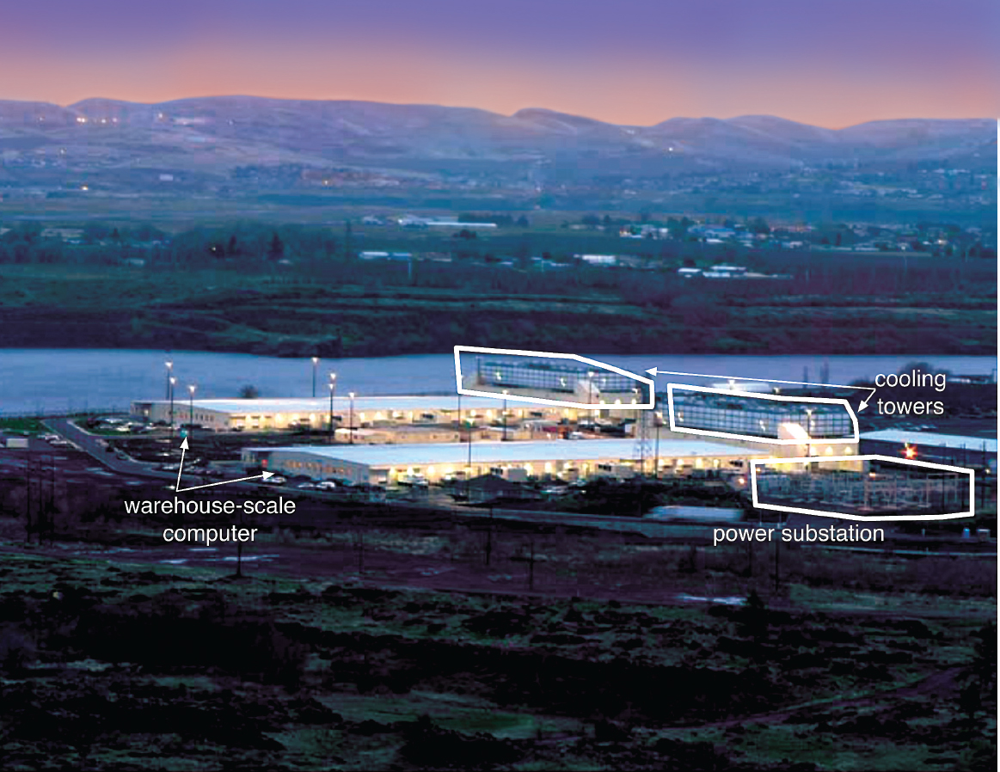 cooling
towers
warehouse-scale
computer
power substation